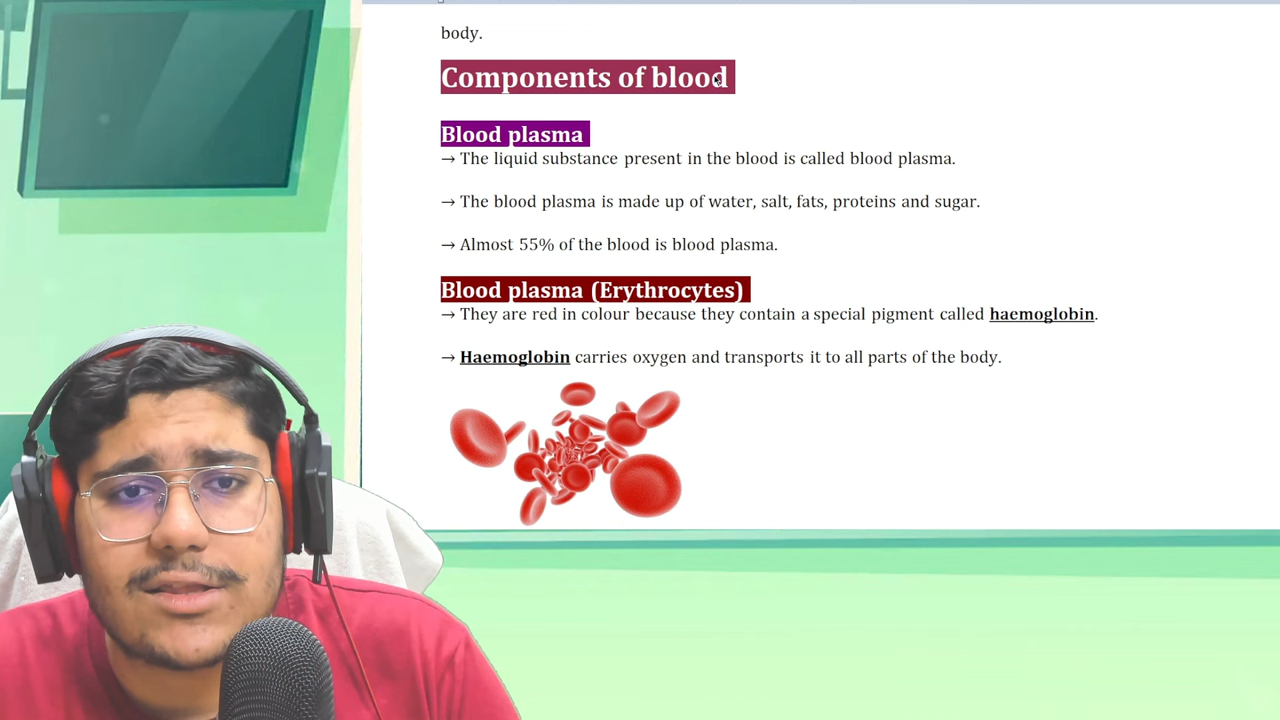 body.
Components of blood
Blood plasma
→ The liquid substance present in the blood is called blood plasma.
→ The blood plasma is made up of water, salt, fats, proteins and sugar.
→ Almost 55% of the blood is blood plasma.
Blood plasma (Erythrocytes)
→ They are red in colour because they contain a special pigment called haemoglobin.
→ Haemoglobin carries oxygen and transports it to all parts of the body.